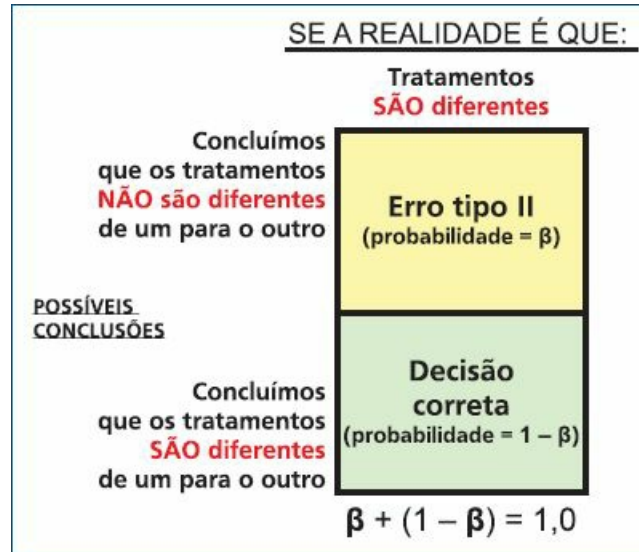 SE A REALIDADE É QUE:
Tratamentos
SÃO diferentes
Concluímos
que os tratamentos
NÃO são diferentes
de um para o outro
Erro tipo II
(probabilidade = β)
POSSÍVEIS
CONCLUSÕES
Concluímos
que os tratamentos
SÃO diferentes
de um para o outro
Decisão
correta
(probabilidade = 1 – β)
β + (1 – β) = 1,0